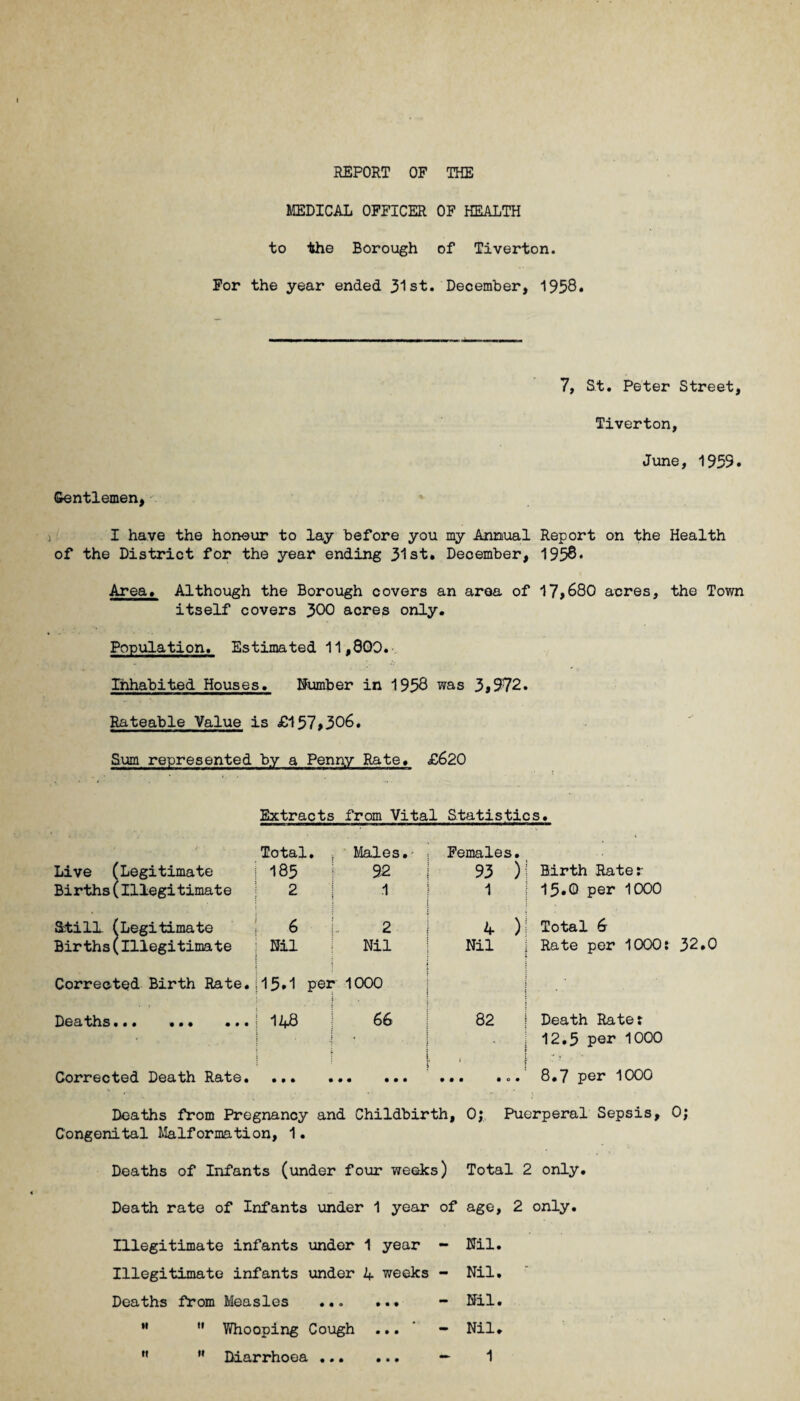 REPORT OF THE
MEDICAL OFFICER OF HEALTH
to the Borough of Tiverton.
For the year ended 31st. December, 1958.
7, St. Peter Street,
Tiverton,
June, 1959.
Gentlemen,
I have the honour to lay before you my Annual Report on the Health
of the District for the year ending 31st. December, 1958.
Area. Although the Borough covers an area of 17,680 acres, the Town
itself covers 300 acres only.
Population. Estimated 11,800.
Inhabited Houses. Number in 1958 was 3,972.
Rateable Value is £157,306.
Sum represented by a Penny Rate. £620
Extracts from Vital Statistics.
Total. Males. Females.
Live (Legitimate 185 92 93 ) Birth Rate:
Births(Illegitimate 2 1 1 15.0 per 1000
Still (Legitimate 6 2 4 ) Total 6
Births(Illegitimate Nil Nil Nil Rate per 1000: 32.0
Corrected Birth Rate. 15.1 per 1000
Deaths... ... ... 148 66 82 Death Rate:
12.5 per 1000
Corrected Death Rate. ... ... ... ... ... 8.7 per 1000
Deaths from Pregnancy and Childbirth, 0; Puerperal Sepsis, 0;
Congenital Malformation, 1.
Deaths of Infants (under four weeks) Total 2 only.
Death rate of Infants under 1 year of age, 2 only.
Illegitimate infants under 1 year - Nil.
Illegitimate infants under 4 weeks - Nil.
Deaths from Measles ... ... - Nil.
" " Whooping Cough ... - Nil.
" " Diarrhoea ... ... - 1